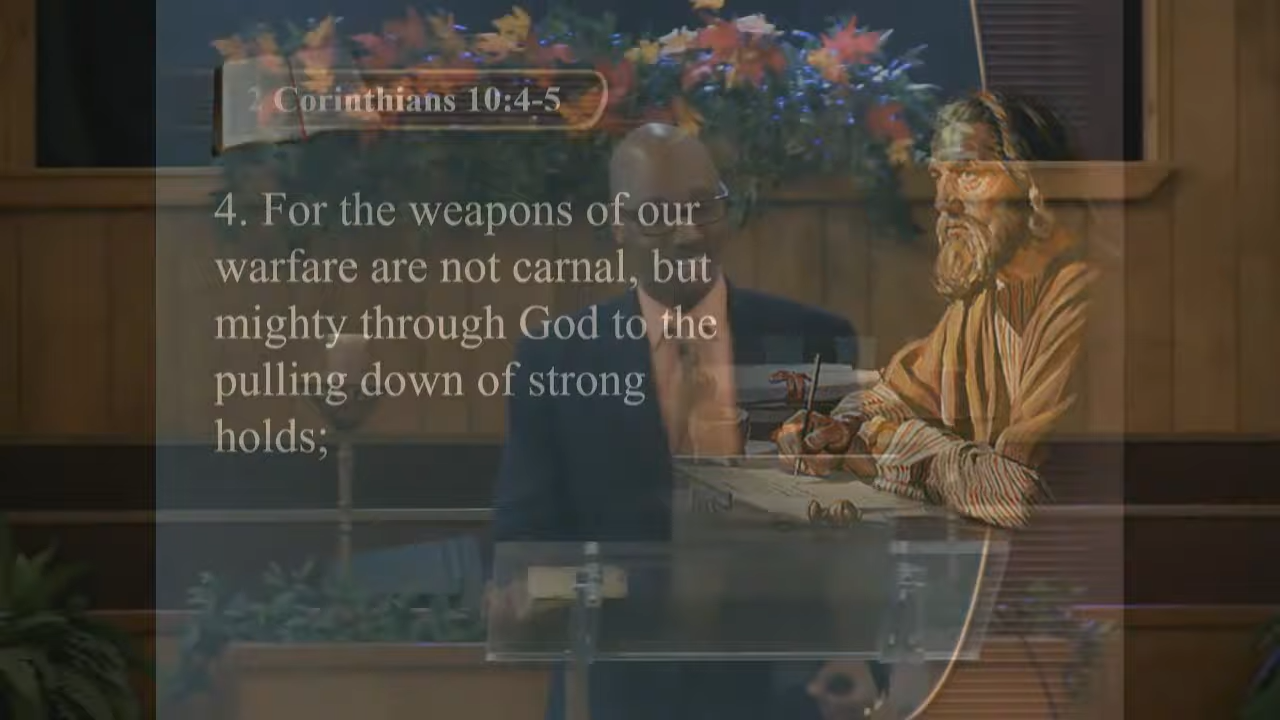 2 Corinthians 10:4-5
4. For the weapons of our
warfare are not carnal, but
mighty through God to the
pulling down of strong
holds;